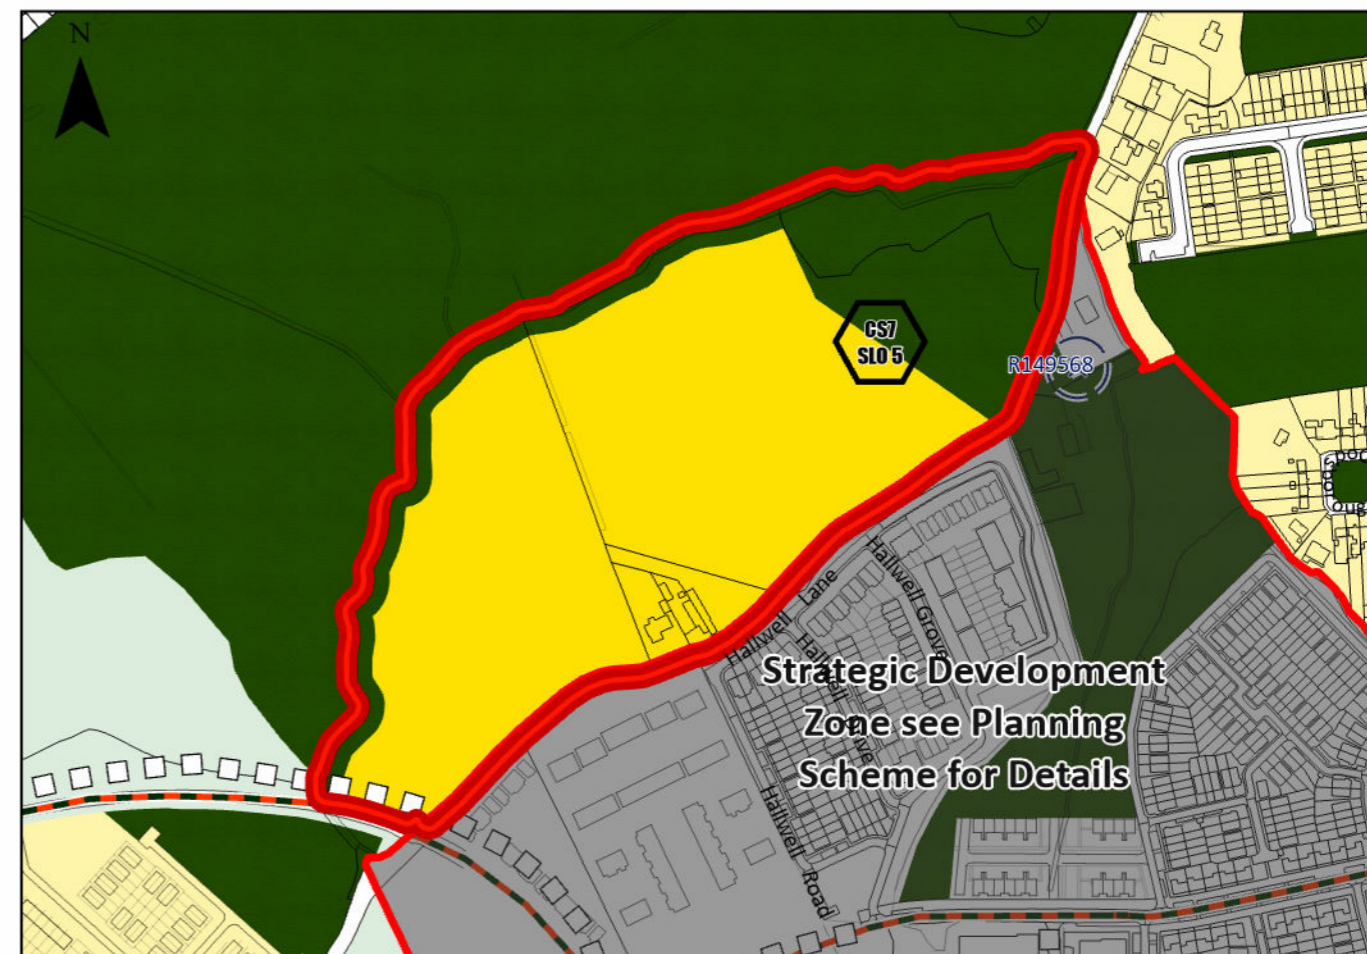 N
CS7
SLO 5
R149568
Hallwell Lane
Hallwell Grove
Hallwell Grove
Strategic Development
Zone see Planning
Scheme for Details
Hallwell Road